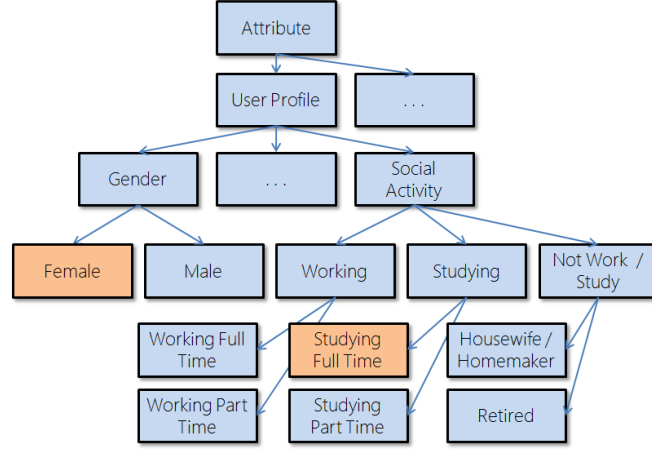 Attribute
User Profile
. . .
Gender
. . .
Social
Activity
Female
Male
Working
Studying
Not Work /
Study
Working Full
Time
Studying
Full Time
Housewife /
Homemaker
Working Part
Time
Studying
Part Time
Retired